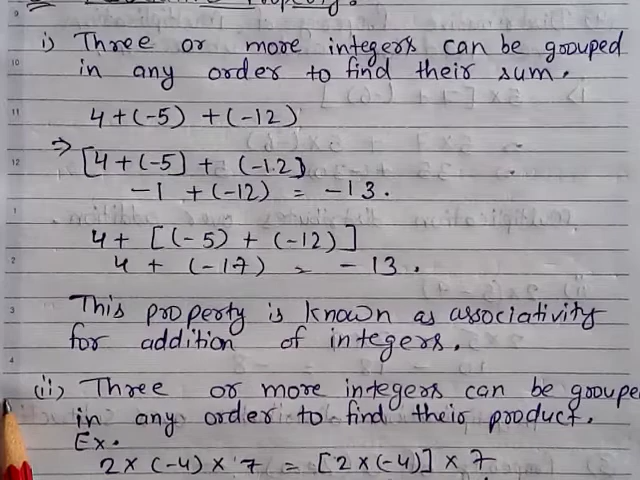 Property.
i) Three or more integers can be grouped
in any order to find their sum.
4+(-5) +(-12)
⇒ [4+(-5] + (-12]
-1 +(-12) = -13.
4+ [(-5) + (-12)]
4 + (-17) = -13.
This property is known as associativity
for addition of integers.
(ii) Three or more integers can be groupe
in any order to find their product.
Ex.
2×(-4)×7 = [2×(-4)]×7